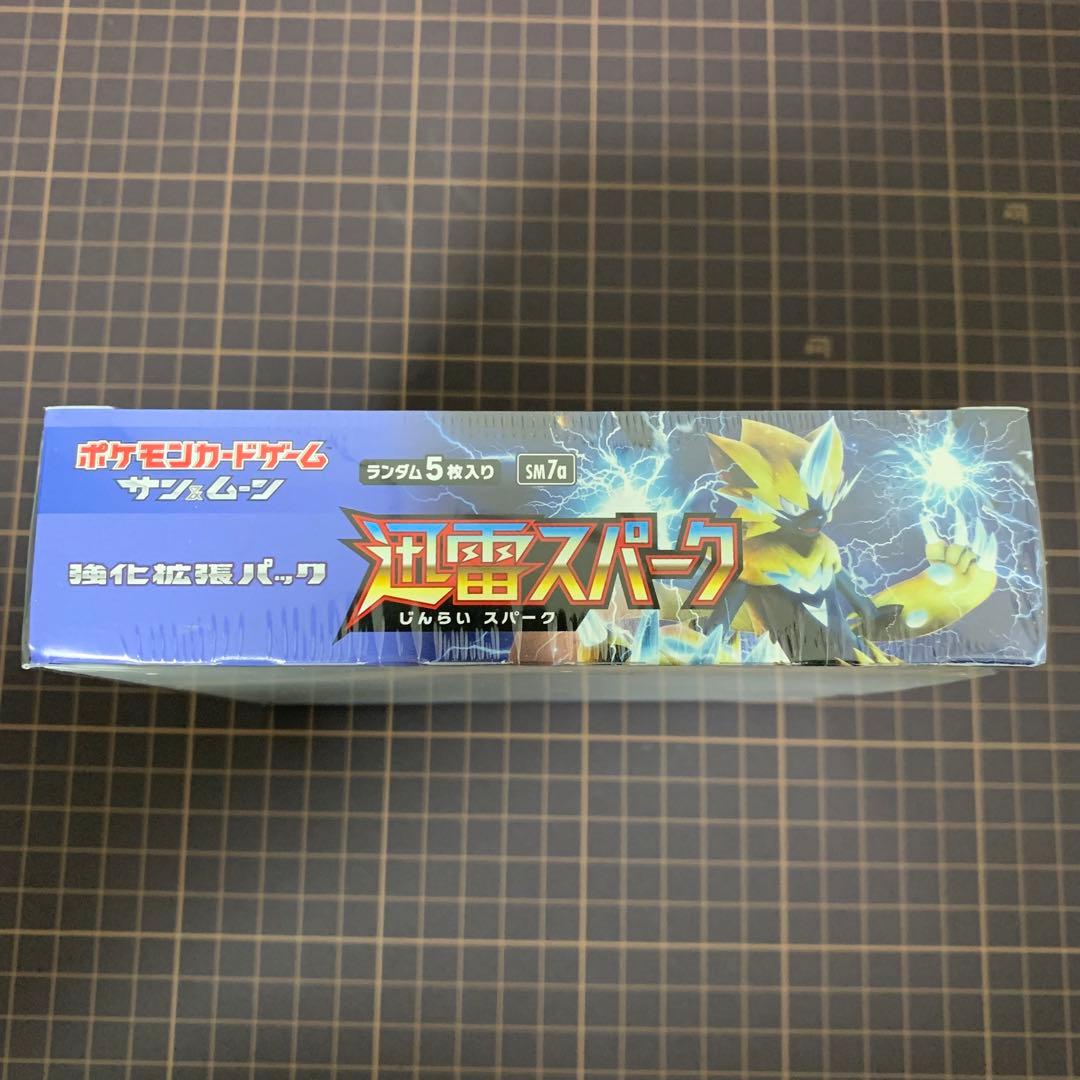 ポケモンカードゲーム
サン&ムーン
強化拡張パック
ランダム5枚入り SM7a
迅雷スパーク
じんらい スパーク